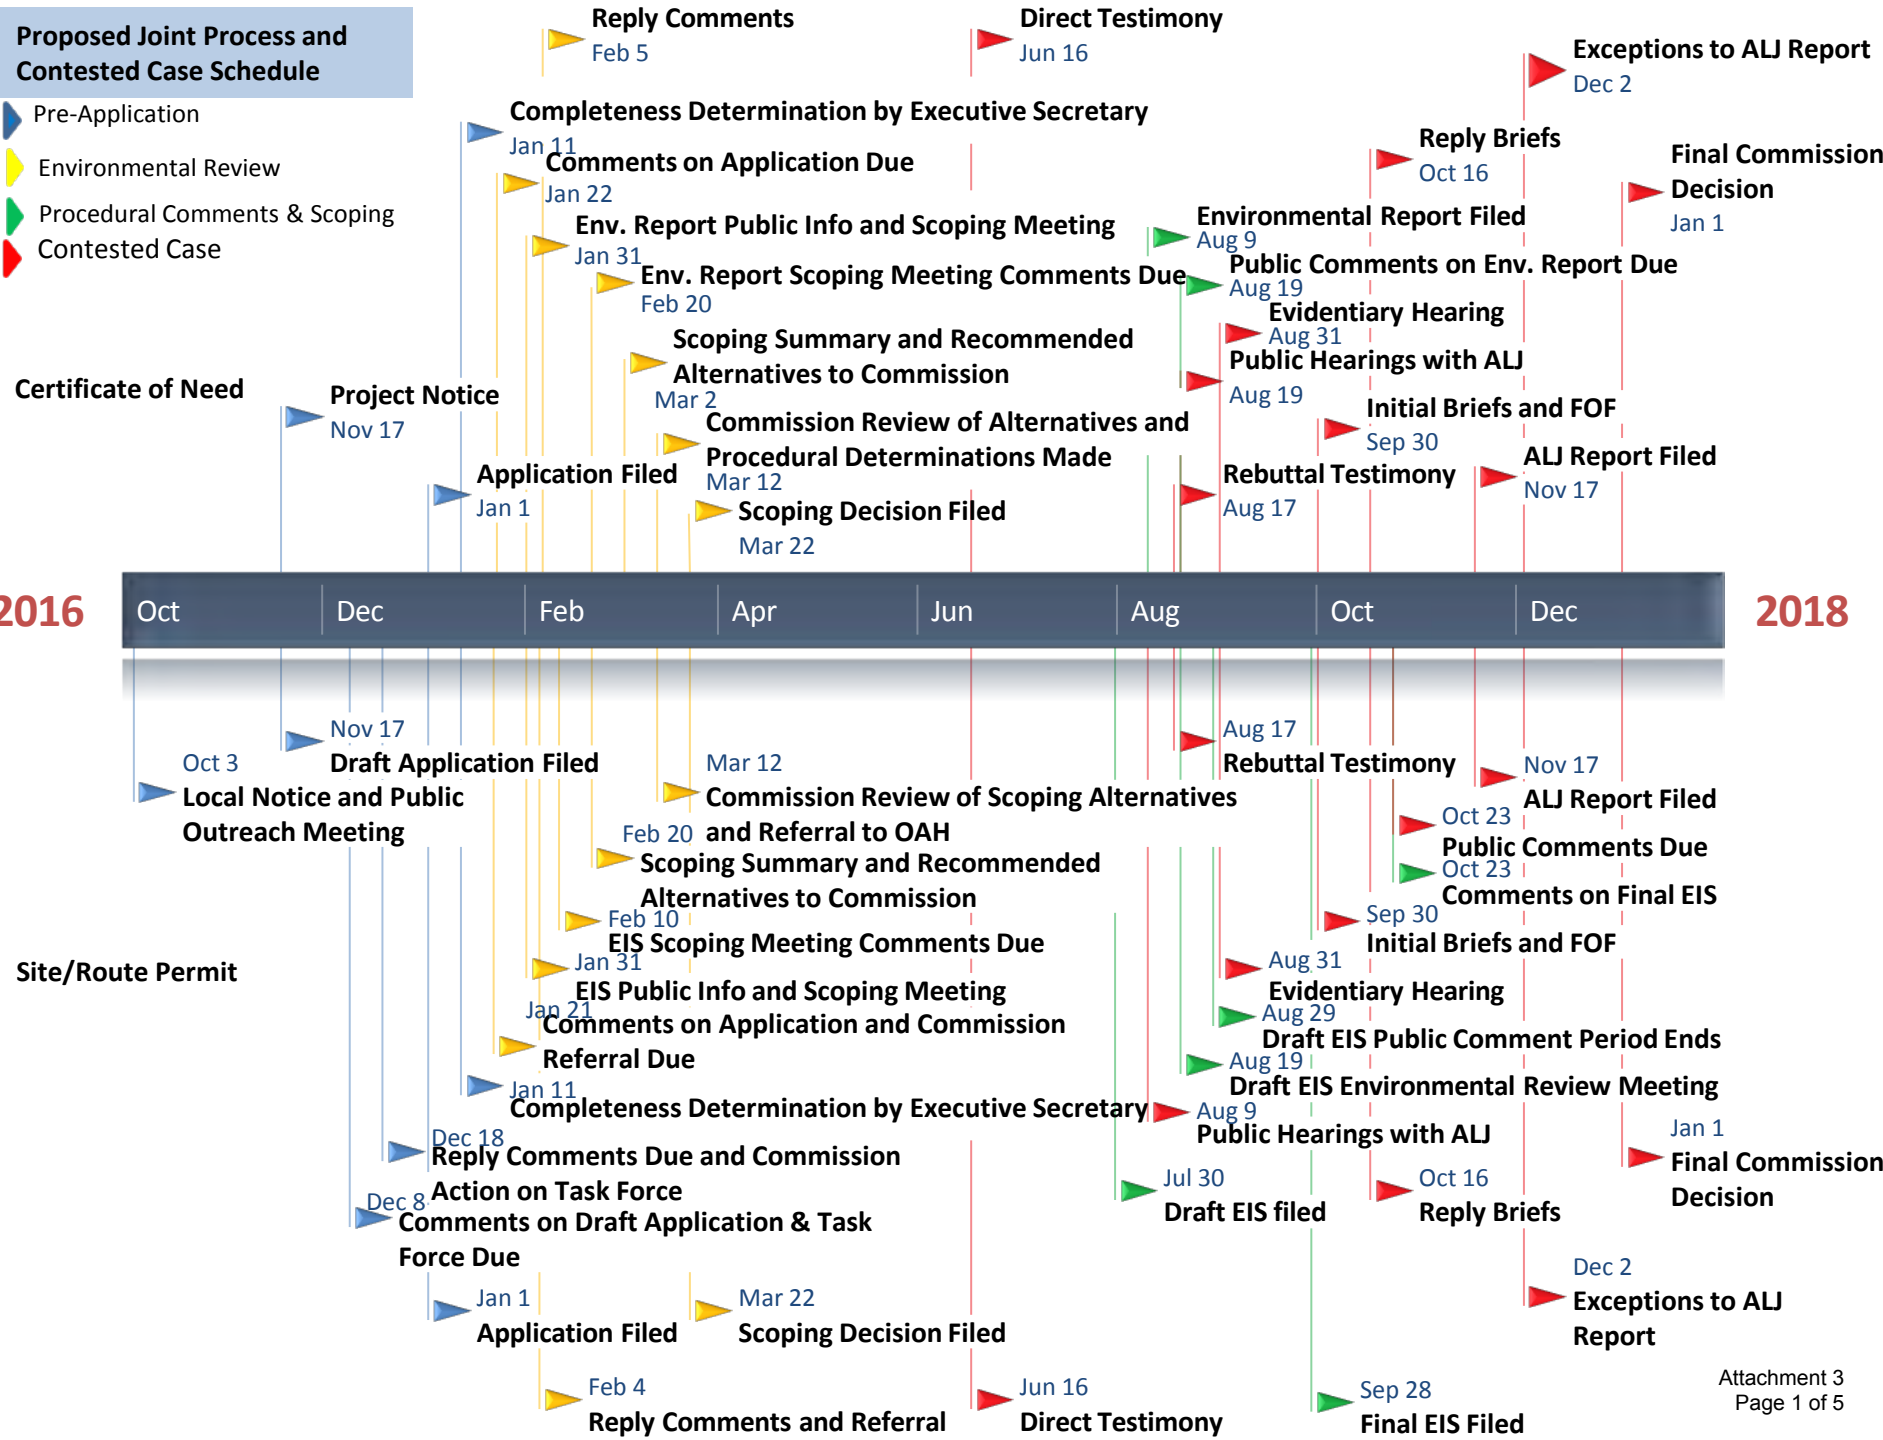 Proposed Joint Process and
Contested Case Schedule
Pre-Application
Environmental Review
Procedural Comments & Scoping
Contested Case
Reply Comments
Feb 5
Direct Testimony
Jun 16
Exceptions to ALJ Report
Dec 2
Completeness Determination by Executive Secretary
Jan 11
Comments on Application Due
Jan 22
Reply Briefs
Oct 16
Final Commission
Decision
Jan 1
Env. Report Public Info and Scoping Meeting
Jan 31
Environmental Report Filed
Aug 9
Env. Report Scoping Meeting Comments Due
Feb 20
Public Comments on Env. Report Due
Aug 19
Evidentiary Hearing
Aug 31
Scoping Summary and Recommended
Alternatives to Commission
Mar 2
Public Hearings with ALJ
Aug 19
Certificate of Need
Project Notice
Nov 17
Commission Review of Alternatives and
Procedural Determinations Made
Mar 12
Initial Briefs and FOF
Sep 30
Application Filed
Jan 1
Rebuttal Testimony
Aug 17
ALJ Report Filed
Nov 17
Scoping Decision Filed
Mar 22
2016
Oct
Dec
Feb
Apr
Jun
Aug
Oct
Dec
2018
Nov 17
Draft Application Filed
Oct 3
Local Notice and Public
Outreach Meeting
Mar 12
Commission Review of Scoping Alternatives
and Referral to OAH
Aug 17
Rebuttal Testimony
Nov 17
ALJ Report Filed
Oct 23
Public Comments Due
Oct 23
Comments on Final EIS
Feb 20
Scoping Summary and Recommended
Alternatives to Commission
Feb 10
EIS Scoping Meeting Comments Due
Sep 30
Initial Briefs and FOF
Site/Route Permit
Jan 31
EIS Public Info and Scoping Meeting
Aug 31
Evidentiary Hearing
Jan 21
Comments on Application and Commission
Referral Due
Aug 29
Draft EIS Public Comment Period Ends
Aug 19
Draft EIS Environmental Review Meeting
Jan 11
Completeness Determination by Executive Secretary
Aug 9
Public Hearings with ALJ
Dec 18
Reply Comments Due and Commission
Action on Task Force
Jan 1
Final Commission
Decision
Dec 8
Comments on Draft Application & Task
Force Due
Jul 30
Draft EIS filed
Oct 16
Reply Briefs
Jan 1
Application Filed
Mar 22
Scoping Decision Filed
Dec 2
Exceptions to ALJ
Report
Feb 4
Reply Comments and Referral
Jun 16
Direct Testimony
Sep 28
Final EIS Filed
Attachment 3
Page 1 of 5